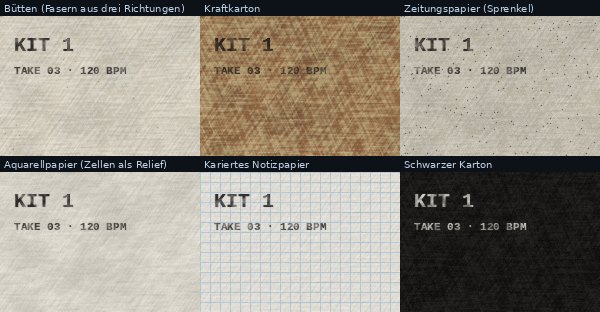 Bütten (Fasern aus drei Richtungen)
KIT 1
TAKE 03 · 120 BPM
Kraftkarton
KIT 1
TAKE 03 · 120 BPM
Zeitungspapier (Sprenkel)
KIT 1
TAKE 03 · 120 BPM
Aquarellpapier (Zellen als Relief)
KIT 1
TAKE 03 · 120 BPM
Kariertes Notizpapier
KIT 1
TAKE 03 · 120 BPM
Schwarzer Karton
KIT 1
TAKE 03 · 120 BPM